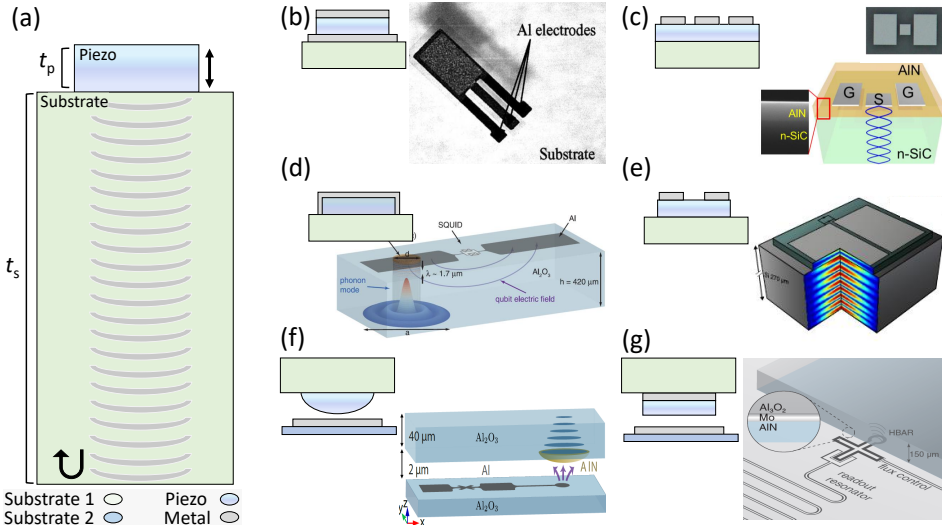 (a)
t_p
Piezo
Substrate
t_s
Substrate 1
Piezo
Substrate 2
Metal
(b)
Al electrodes
Substrate
(c)
AlN
G
S
G
AlN
n-SiC
n-SiC
(d)
SQUID
Al
d
λ ~ 1.7 μm
Al₂O₃
h = 420 μm
phonon
mode
qubit electric field
a
(e)
Si 270 μm
(f)
40 μm
Al₂O₃
2 μm
Al
AlN
Al₂O₃
y
z
x
(g)
Al₃O₂
Mo
AlN
HBAR
150 μm
flux control
readout
resonator